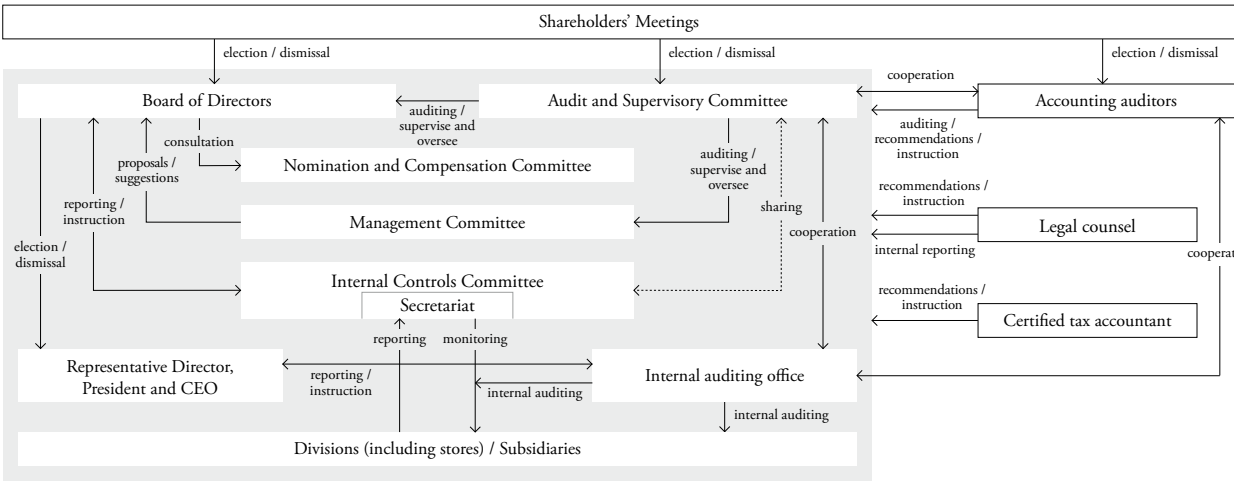 Shareholders' Meetings
election / dismissal
election / dismissal
election / dismissal
Board of Directors
Audit and Supervisory Committee
cooperation
Accounting auditors
auditing /
supervise and
oversee
auditing /
recommendations /
instruction
consultation
proposals /
suggestions
Nomination and Compensation Committee
auditing /
supervise and
oversee
recommendations /
instruction
reporting /
instruction
Management Committee
sharing
cooperation
Legal counsel
internal reporting
election /
dismissal
cooperat
Internal Controls Committee
Secretariat
recommendations /
instruction
Certified tax accountant
reporting
monitoring
Representative Director,
President and CEO
reporting /
instruction
internal auditing
Internal auditing office
internal auditing
Divisions (including stores) / Subsidiaries